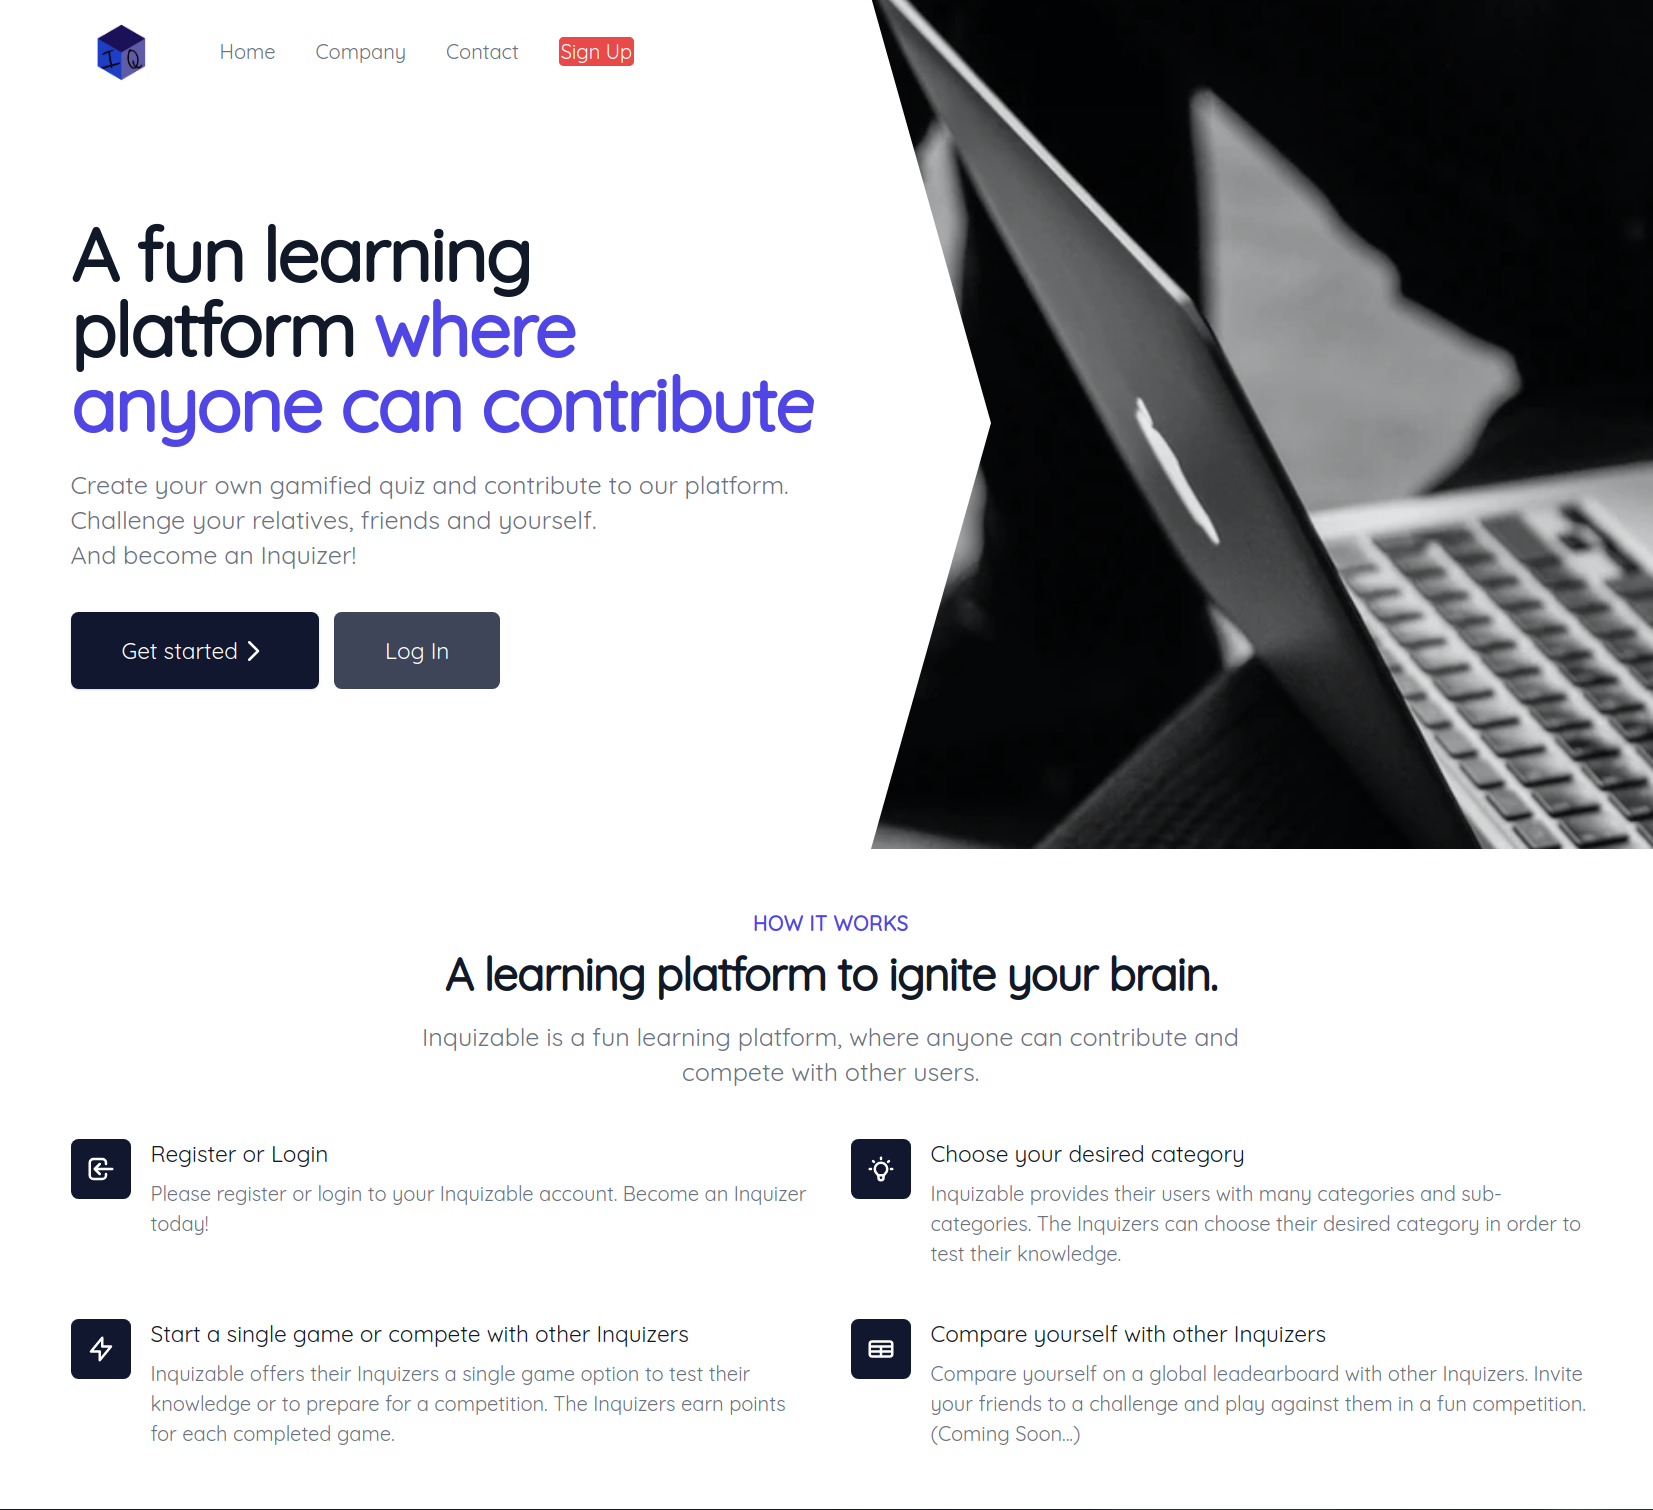 IQ
Home Company Contact Sign Up
A fun learning
platform where
anyone can contribute
Create your own gamified quiz and contribute to our platform.
Challenge your relatives, friends and yourself.
And become an Inquizer!
Get started
Log In
HOW IT WORKS
A learning platform to ignite your brain.
Inquizable is a fun learning platform, where anyone can contribute and
compete with other users.
Register or Login
Please register or login to your Inquizable account. Become an Inquizer
today!
Choose your desired category
Inquizable provides their users with many categories and sub-
categories. The Inquizers can choose their desired category in order to
test their knowledge.
Start a single game or compete with other Inquizers
Inquizable offers their Inquizers a single game option to test their
knowledge or to prepare for a competition. The Inquizers earn points
for each completed game.
Compare yourself with other Inquizers
Compare yourself on a global leadearboard with other Inquizers. Invite
your friends to a challenge and play against them in a fun competition.
(Coming Soon...)